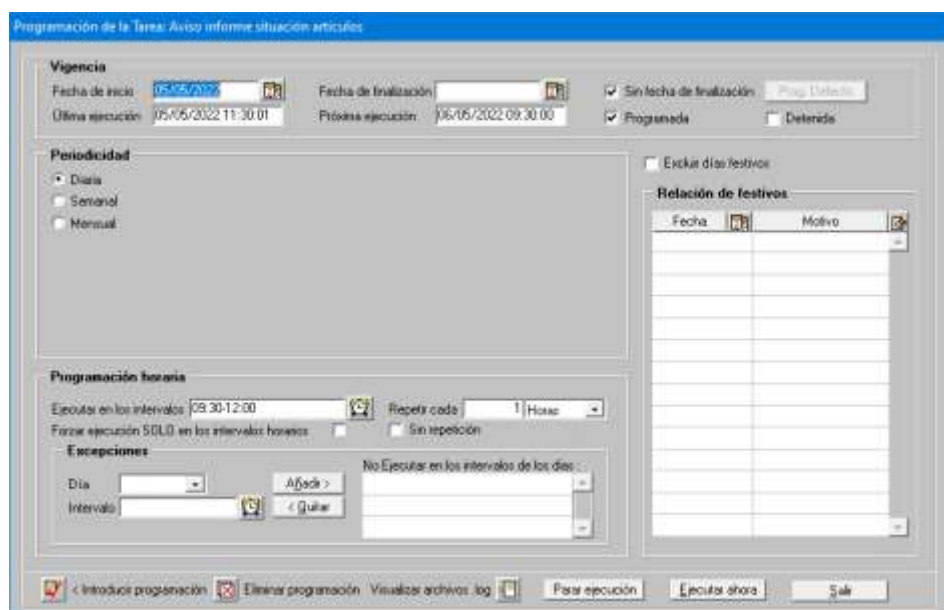 Programación de la Tarea: Aviso informe situación artículos
Vigencia
Fecha de inicio 05/05/2022 Fecha de finalización Sin fecha de finalización Prog. Defecto
Última ejecución 05/05/2022 11:30:01 Próxima ejecución 06/05/2022 09:30:00 Programada Detenida
Periodicidad
Diaria
Semanal
Mensual
Excluir días festivos
Relación de festivos
Fecha Motivo
Programación horaria
Ejecutar en los intervalos 09:30-12:00 Repetir cada 1 Horas
Forzar ejecución SOLO en los intervalos horarios Sin repetición
Excepciones
No Ejecutar en los intervalos de los días :
Día Añadir >
Intervalo < Quitar
< Introducir programación Eliminar programación Visualizar archivos .log Parar ejecución Ejecutar ahora Salir